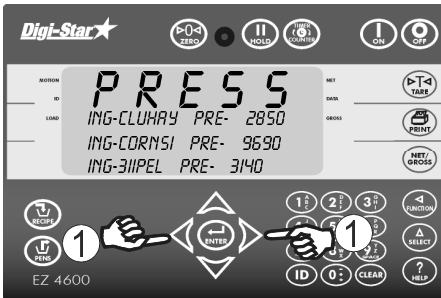 Digi-Star
ZERO
HOLD
TIMER
COUNTER
ON
OFF
MOTION
ID
LOAD
PRESS
ING-CLUHAY PRE- 2850
ING-CORNSI PRE- 9690
ING-311PEL PRE- 3140
NET
DATA
GROSS
TARE
PRINT
NET/
GROSS
RECIPE
PENS
1
ENTER
1
1
2
3
SPACE
ID
0
CLEAR
FUNCTION
SELECT
?
HELP
EZ 4600